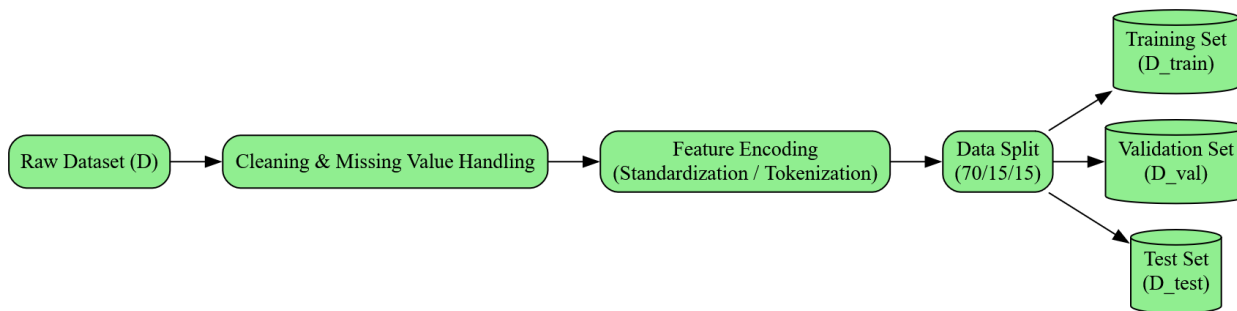 Raw Dataset (D)
Cleaning & Missing Value Handling
Feature Encoding
(Standardization / Tokenization)
Data Split
(70/15/15)
Training Set
(D_train)
Validation Set
(D_val)
Test Set
(D_test)